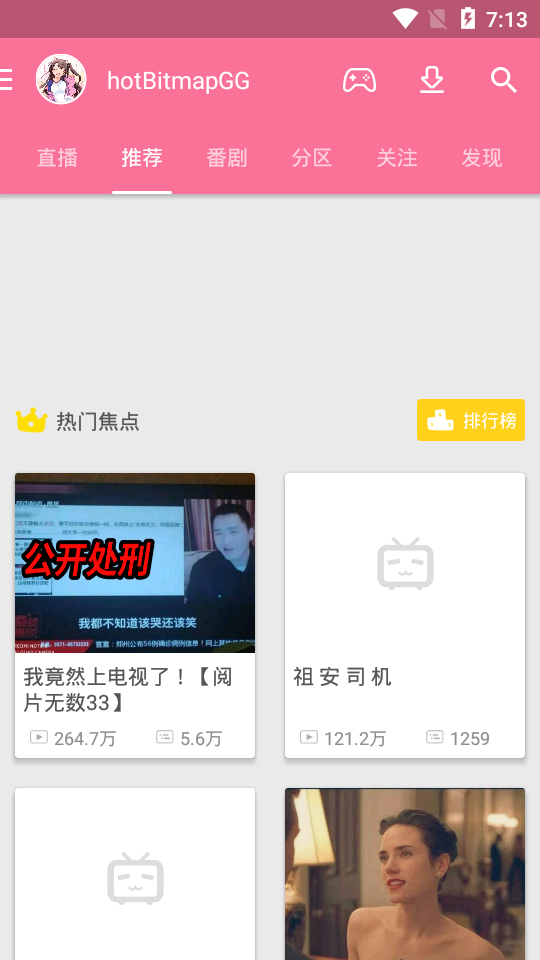 7:13
hotBitmapGG
直播 推荐 番剧 分区 关注 发现
热门焦点
排行榜
公开处刑
我都不知道该哭还该笑
我竟然上电视了！【阅
片无数33】
264.7万 5.6万
祖 安 司 机
121.2万 1259